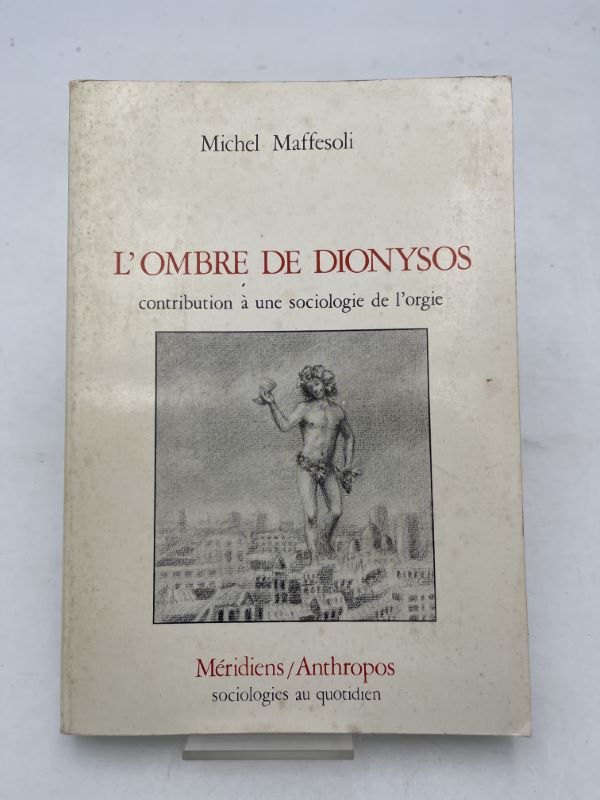 Michel Maffesoli
L'OMBRE DE DIONYSOS
contribution à une sociologie de l'orgie
Méridiens/Anthropos
sociologies au quotidien